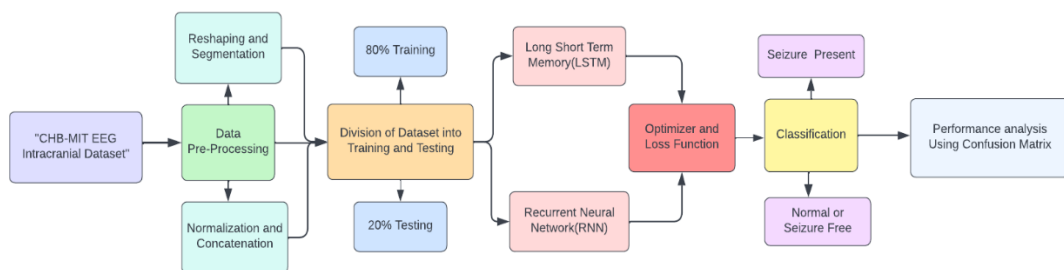 "CHB-MIT EEG
Intracranial Dataset"
Reshaping and
Segmentation
Data
Pre-Processing
Normalization and
Concatenation
80% Training
Division of Dataset into
Training and Testing
20% Testing
Long Short Term
Memory(LSTM)
Recurrent Neural
Network(RNN)
Optimizer and
Loss Function
Seizure Present
Classification
Normal or
Seizure Free
Performance analysis
Using Confusion Matrix